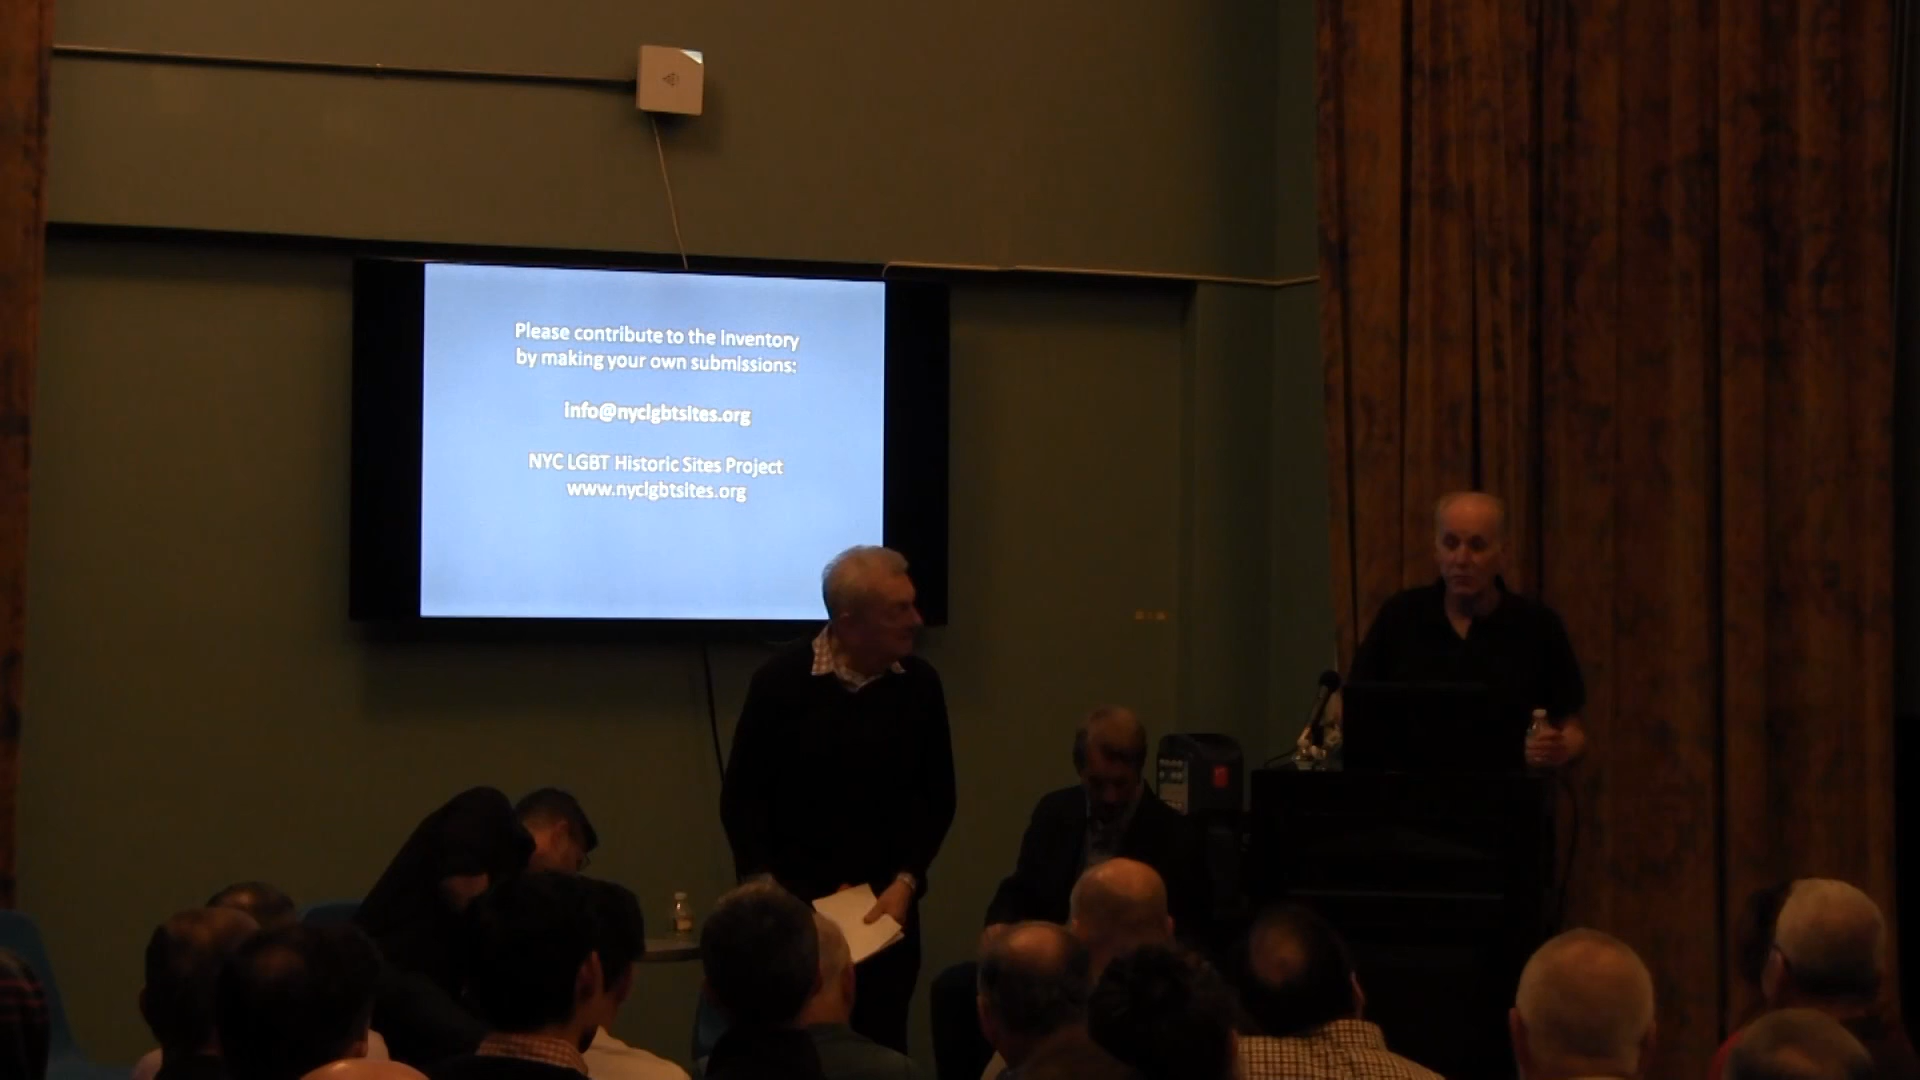 Please contribute to the Inventory
by making your own submissions:
info@nyclgbtsites.org
NYC LGBT Historic Sites Project
www.nyclgbtsites.org